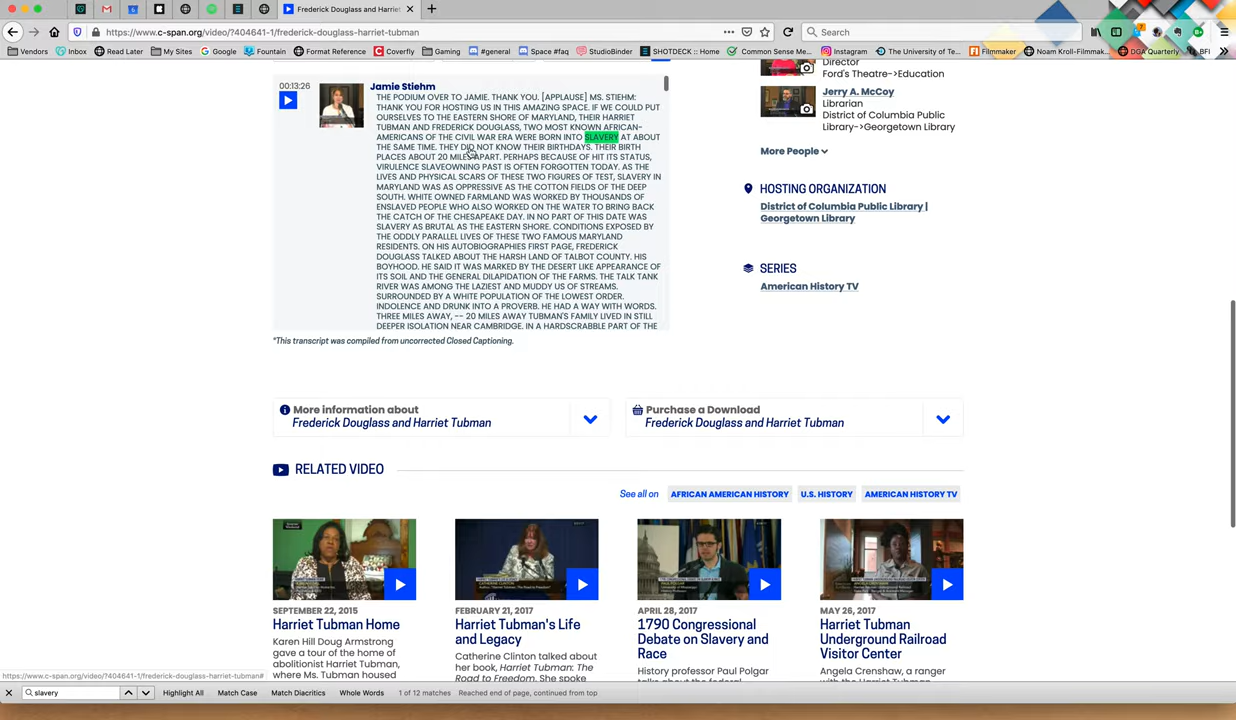 Frederick Douglass and Harriet
https://www.c-span.org/video/?404641-1/frederick-douglass-harriet-tubman
Search
Vendors
Inbox
Read Later
My Sites
Google
Fountain
Format Reference
Coverfly
Gaming
#general
Space #faq
StudioBinder
SHOTDECK :: Home
Common Sense Me...
Instagram
The University of Te...
Filmmaker
Noam Kroll-Filmmak...
DGA Quarterly
BFI
00:13:26
Jamie Stiehm
THE PODIUM OVER TO JAMIE. THANK YOU. [APPLAUSE] MS. STIEHM:
THANK YOU FOR HOSTING US IN THIS AMAZING SPACE. IF WE COULD PUT
OURSELVES TO THE EASTERN SHORE OF MARYLAND, THEIR HARRIET
TUBMAN AND FREDERICK DOUGLASS, TWO MOST KNOWN AFRICAN-
AMERICANS OF THE CIVIL WAR ERA WERE BORN INTO SLAVERY AT ABOUT
THE SAME TIME. THEY DID NOT KNOW THEIR BIRTHDAYS. THEIR BIRTH
PLACES ABOUT 20 MILES APART. PERHAPS BECAUSE OF HIT ITS STATUS,
VIRULENCE SLAVEOWNING PAST IS OFTEN FORGOTTEN TODAY. AS THE
LIVES AND PHYSICAL SCARS OF THESE TWO FIGURES OF TEST, SLAVERY IN
MARYLAND WAS AS OPPRESSIVE AS THE COTTON FIELDS OF THE DEEP
SOUTH. WHITE OWNED FARMLAND WAS WORKED BY THOUSANDS OF
ENSLAVED PEOPLE WHO ALSO WORKED ON THE WATER TO BRING BACK
THE CATCH OF THE CHESAPEAKE DAY. IN NO PART OF THIS DATE WAS
SLAVERY AS BRUTAL AS THE EASTERN SHORE. CONDITIONS EXPOSED BY
THE ODDLY PARALLEL LIVES OF THESE TWO FAMOUS MARYLAND
RESIDENTS. ON HIS AUTOBIOGRAPHIES FIRST PAGE, FREDERICK
DOUGLASS TALKED ABOUT THE HARSH LAND OF TALBOT COUNTY. HIS
BOYHOOD. HE SAID IT WAS MARKED BY THE DESERT LIKE APPEARANCE OF
ITS SOIL AND THE GENERAL DILAPIDATION OF THE FARMS. THE TALK TANK
RIVER WAS AMONG THE LAZIEST AND MUDDY US OF STREAMS.
SURROUNDED BY A WHITE POPULATION OF THE LOWEST ORDER.
INDOLENCE AND DRUNK INTO A PROVERB. HE HAD A WAY WITH WORDS.
THREE MILES AWAY, -- 20 MILES AWAY TUBMAN'S FAMILY LIVED IN STILL
DEEPER ISOLATION NEAR CAMBRIDGE. IN A HARDSCRABBLE PART OF THE
*This transcript was compiled from uncorrected Closed Captioning.
Director
Ford's Theatre->Education
Jerry A. McCoy
Librarian
District of Columbia Public
Library->Georgetown Library
More People
HOSTING ORGANIZATION
District of Columbia Public Library |
Georgetown Library
SERIES
American History TV
More information about
Frederick Douglass and Harriet Tubman
Purchase a Download
Frederick Douglass and Harriet Tubman
RELATED VIDEO
See all on
AFRICAN AMERICAN HISTORY
U.S. HISTORY
AMERICAN HISTORY TV
SEPTEMBER 22, 2015
Harriet Tubman Home
Karen Hill Doug Armstrong
gave a tour of the home of
abolitionist Harriet Tubman,
where Ms. Tubman housed
FEBRUARY 21, 2017
Harriet Tubman's Life
and Legacy
Catherine Clinton talked about
her book, Harriet Tubman: The
Road to Freedom. She spoke
APRIL 28, 2017
1790 Congressional
Debate on Slavery and
Race
History professor Paul Polgar
MAY 26, 2017
Harriet Tubman
Underground Railroad
Visitor Center
Angela Crenshaw, a ranger
https://www.c-span.org/video/?404641-1/frederick-douglass-harriet-tubman#
slavery
Highlight All
Match Case
Match Diacritics
Whole Words
1 of 12 matches
Reached end of page, continued from top